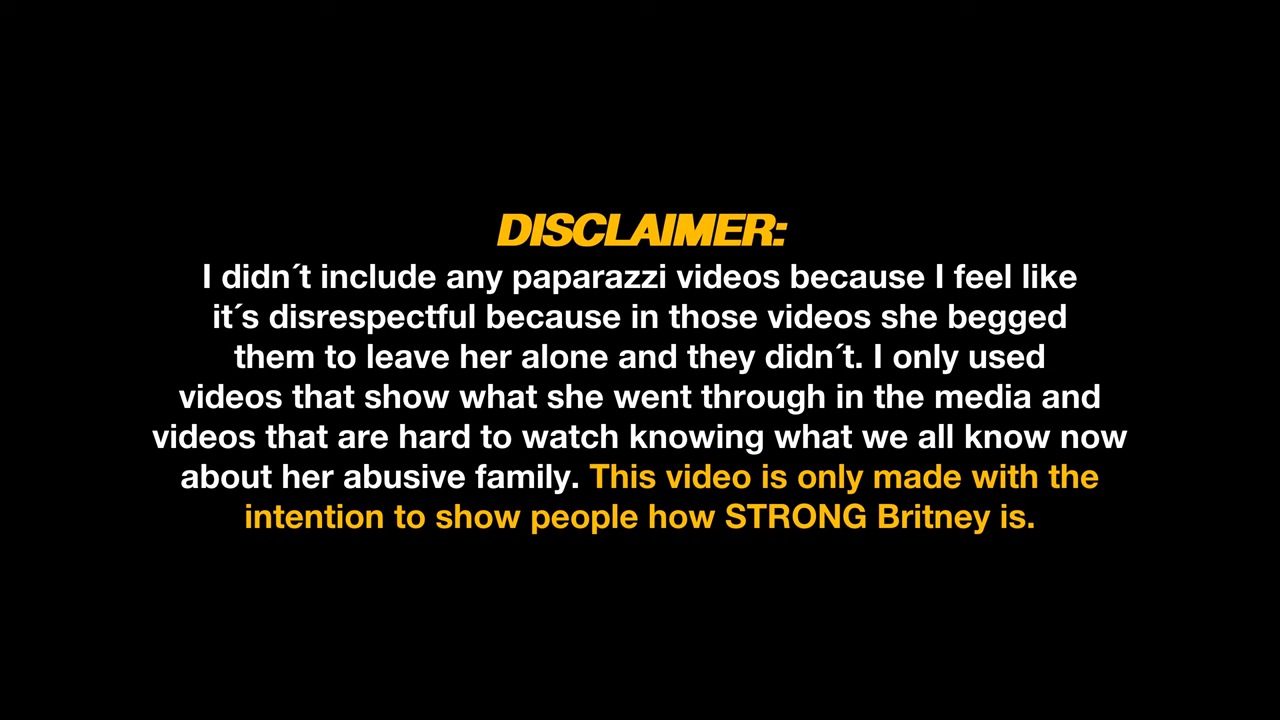 DISCLAIMER:
I didn´t include any paparazzi videos because I feel like
it´s disrespectful because in those videos she begged
them to leave her alone and they didn´t. I only used
videos that show what she went through in the media and
videos that are hard to watch knowing what we all know now
about her abusive family. This video is only made with the
intention to show people how STRONG Britney is.